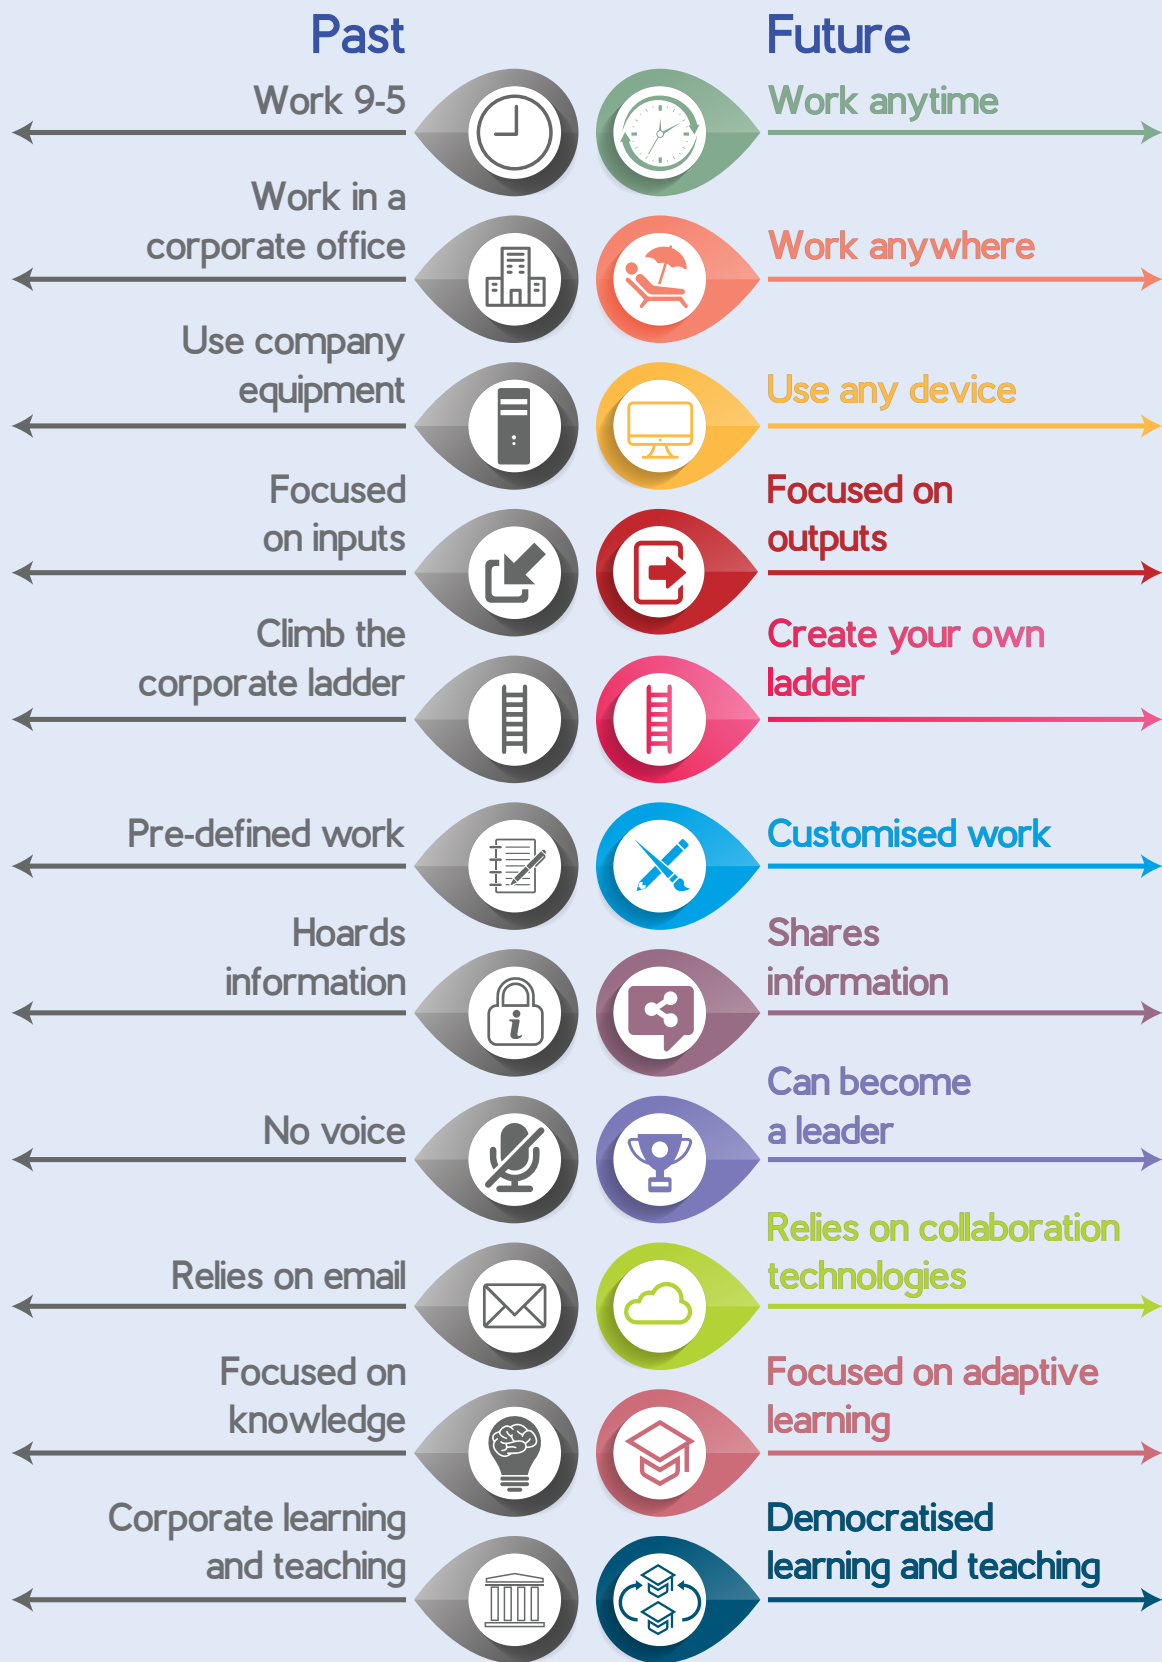 Past
Future
Work 9-5
Work anytime
Work in a
corporate office
Work anywhere
Use company
equipment
Use any device
Focused
on inputs
Focused on
outputs
Climb the
corporate ladder
Create your own
ladder
Pre-defined work
Customised work
Hoards
information
i
Shares
information
No voice
Can become
a leader
Relies on email
Relies on collaboration
technologies
Focused on
knowledge
Focused on adaptive
learning
Corporate learning
and teaching
Democratised
learning and teaching